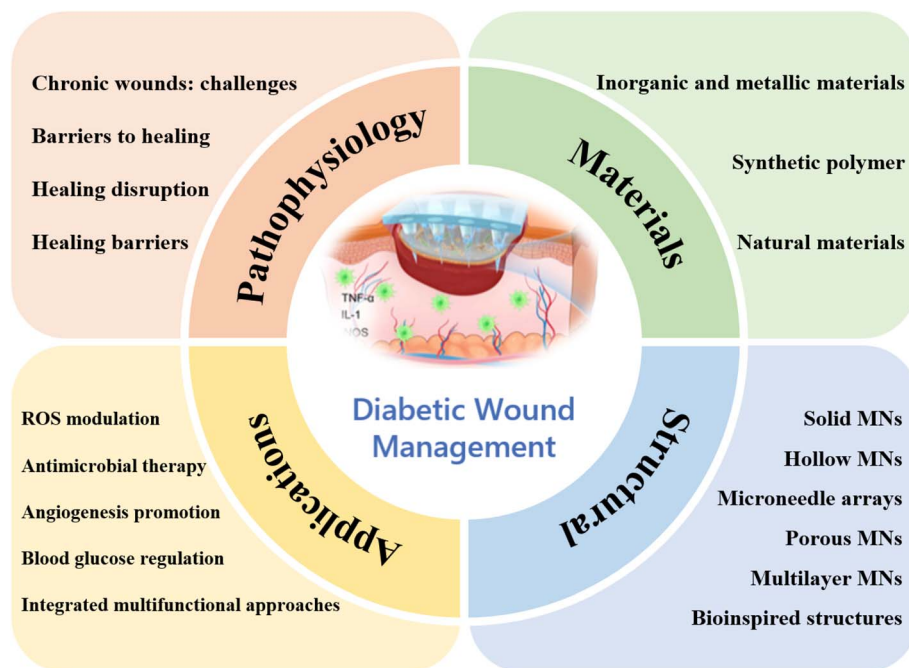 Chronic wounds: challenges
Barriers to healing
Healing disruption
Healing barriers
Pathophysiology
Inorganic and metallic materials
Synthetic polymer
Natural materials
Materials
TNF-α
IL-1
Diabetic Wound
Management
ROS modulation
Antimicrobial therapy
Angiogenesis promotion
Blood glucose regulation
Integrated multifunctional approaches
Applications
Solid MNs
Hollow MNs
Microneedle arrays
Porous MNs
Multilayer MNs
Bioinspired structures
Structural